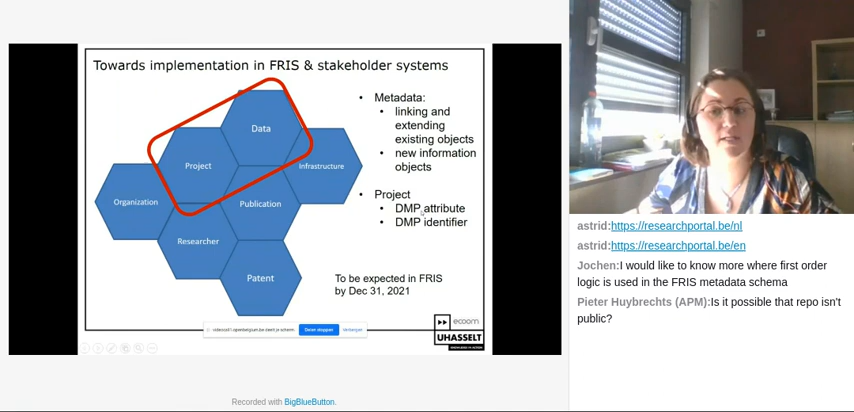 Towards implementation in FRIS & stakeholder systems
Data
Project
Infrastructure
Organization
Publication
Researcher
Patent
• Metadata:
• linking and
extending
existing objects
• new information
objects
• Project
• DMP attribute
• DMP identifier
To be expected in FRIS
by Dec 31, 2021
ecoom
UHASSELT
Recorded with BigBlueButton.
astrid:https://researchportal.be/nl
astrid:https://researchportal.be/en
Jochen:I would like to know more where first order
logic is used in the FRIS metadata schema
Pieter Huybrechts (APM):Is it possible that repo isn't
public?